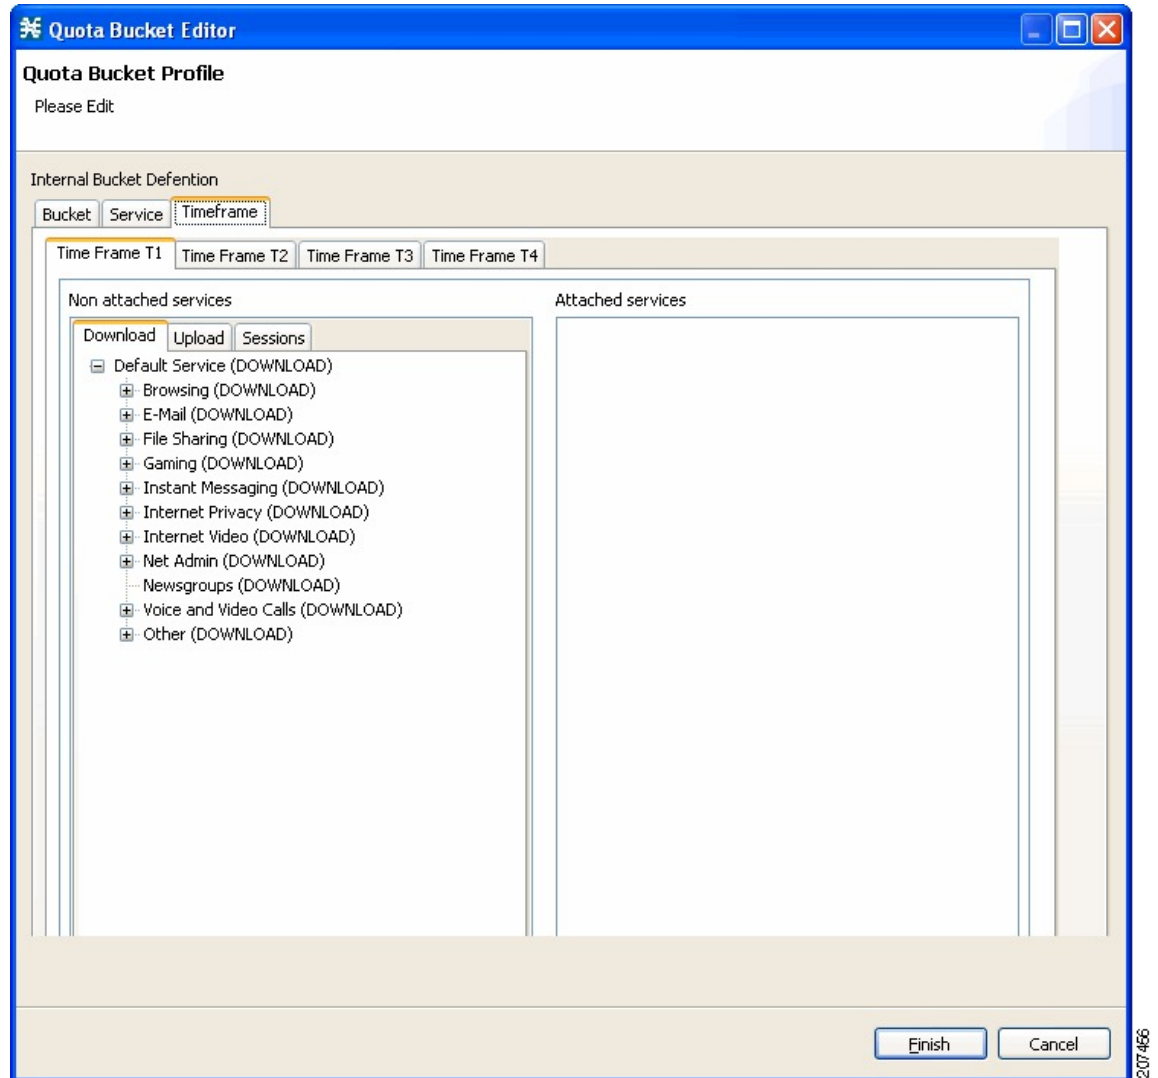 Quota Bucket Editor
Quota Bucket Profile
Please Edit
Internal Bucket Defention
Bucket Service Timeframe
Time Frame T1 Time Frame T2 Time Frame T3 Time Frame T4
Non attached services
Attached services
Download Upload Sessions
Default Service (DOWNLOAD)
Browsing (DOWNLOAD)
E-Mail (DOWNLOAD)
File Sharing (DOWNLOAD)
Gaming (DOWNLOAD)
Instant Messaging (DOWNLOAD)
Internet Privacy (DOWNLOAD)
Internet Video (DOWNLOAD)
Net Admin (DOWNLOAD)
Newsgroups (DOWNLOAD)
Voice and Video Calls (DOWNLOAD)
Other (DOWNLOAD)
Finish Cancel
207466